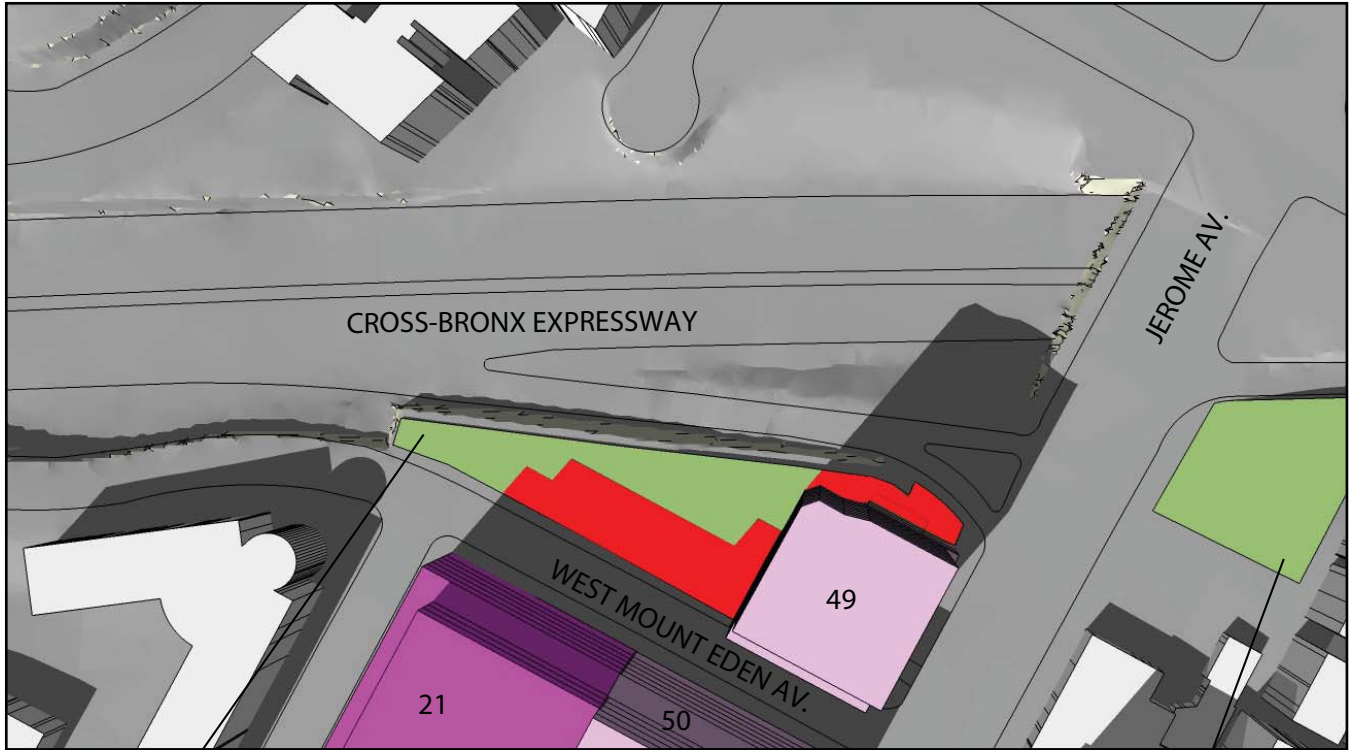 CROSS-BRONX EXPRESSWAY
JEROME AV.
WEST MOUNT EDEN AV.
49
21
50